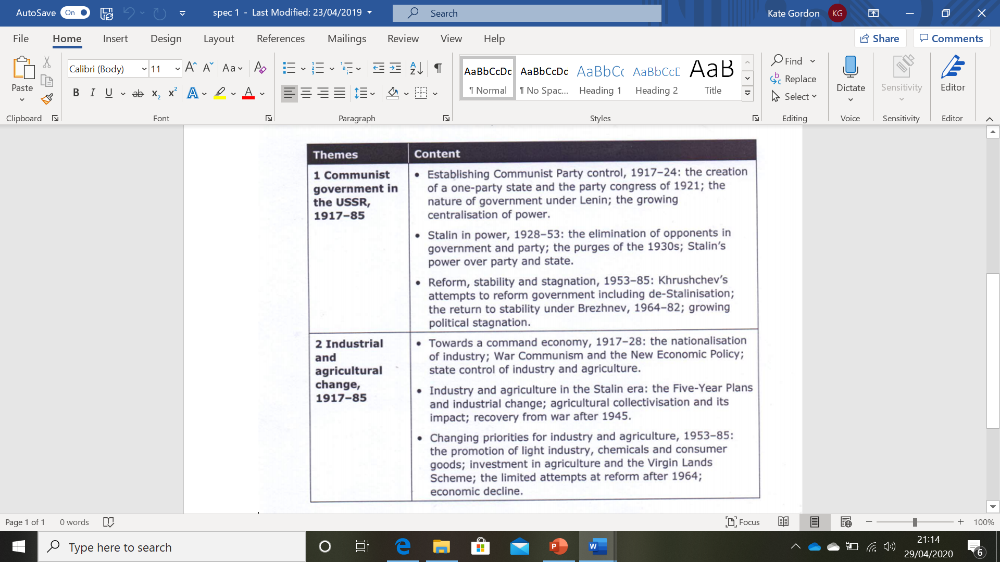 AutoSave On spec 1 - Last Modified: 23/04/2019 Search Kate Gordon KG
File Home Insert Design Layout References Mailings Review View Help Share Comments
Calibri (Body) 11 Aa AaBbCcDc AaBbCcDc AaBbCc AaBbCcD AaB Find
Paste Replace Dictate Sensitivity Editor
B I U ab x2 x2 A A ¶ Normal ¶ No Spac... Heading 1 Heading 2 Title Select
Clipboard Font Paragraph Styles Editing Voice Sensitivity Editor
Themes Content
1 Communist
government in
the USSR,
1917–85
• Establishing Communist Party control, 1917–24: the creation
of a one-party state and the party congress of 1921; the
nature of government under Lenin; the growing
centralisation of power.
• Stalin in power, 1928–53: the elimination of opponents in
government and party; the purges of the 1930s; Stalin's
power over party and state.
• Reform, stability and stagnation, 1953–85: Khrushchev's
attempts to reform government including de-Stalinisation;
the return to stability under Brezhnev, 1964–82; growing
political stagnation.
2 Industrial
and
agricultural
change,
1917–85
• Towards a command economy, 1917–28: the nationalisation
of industry; War Communism and the New Economic Policy;
state control of industry and agriculture.
• Industry and agriculture in the Stalin era: the Five-Year Plans
and industrial change; agricultural collectivisation and its
impact; recovery from war after 1945.
• Changing priorities for industry and agriculture, 1953–85:
the promotion of light industry, chemicals and consumer
goods; investment in agriculture and the Virgin Lands
Scheme; the limited attempts at reform after 1964;
economic decline.
Page 1 of 1 0 words Focus 100%
Type here to search
21:14
29/04/2020
6